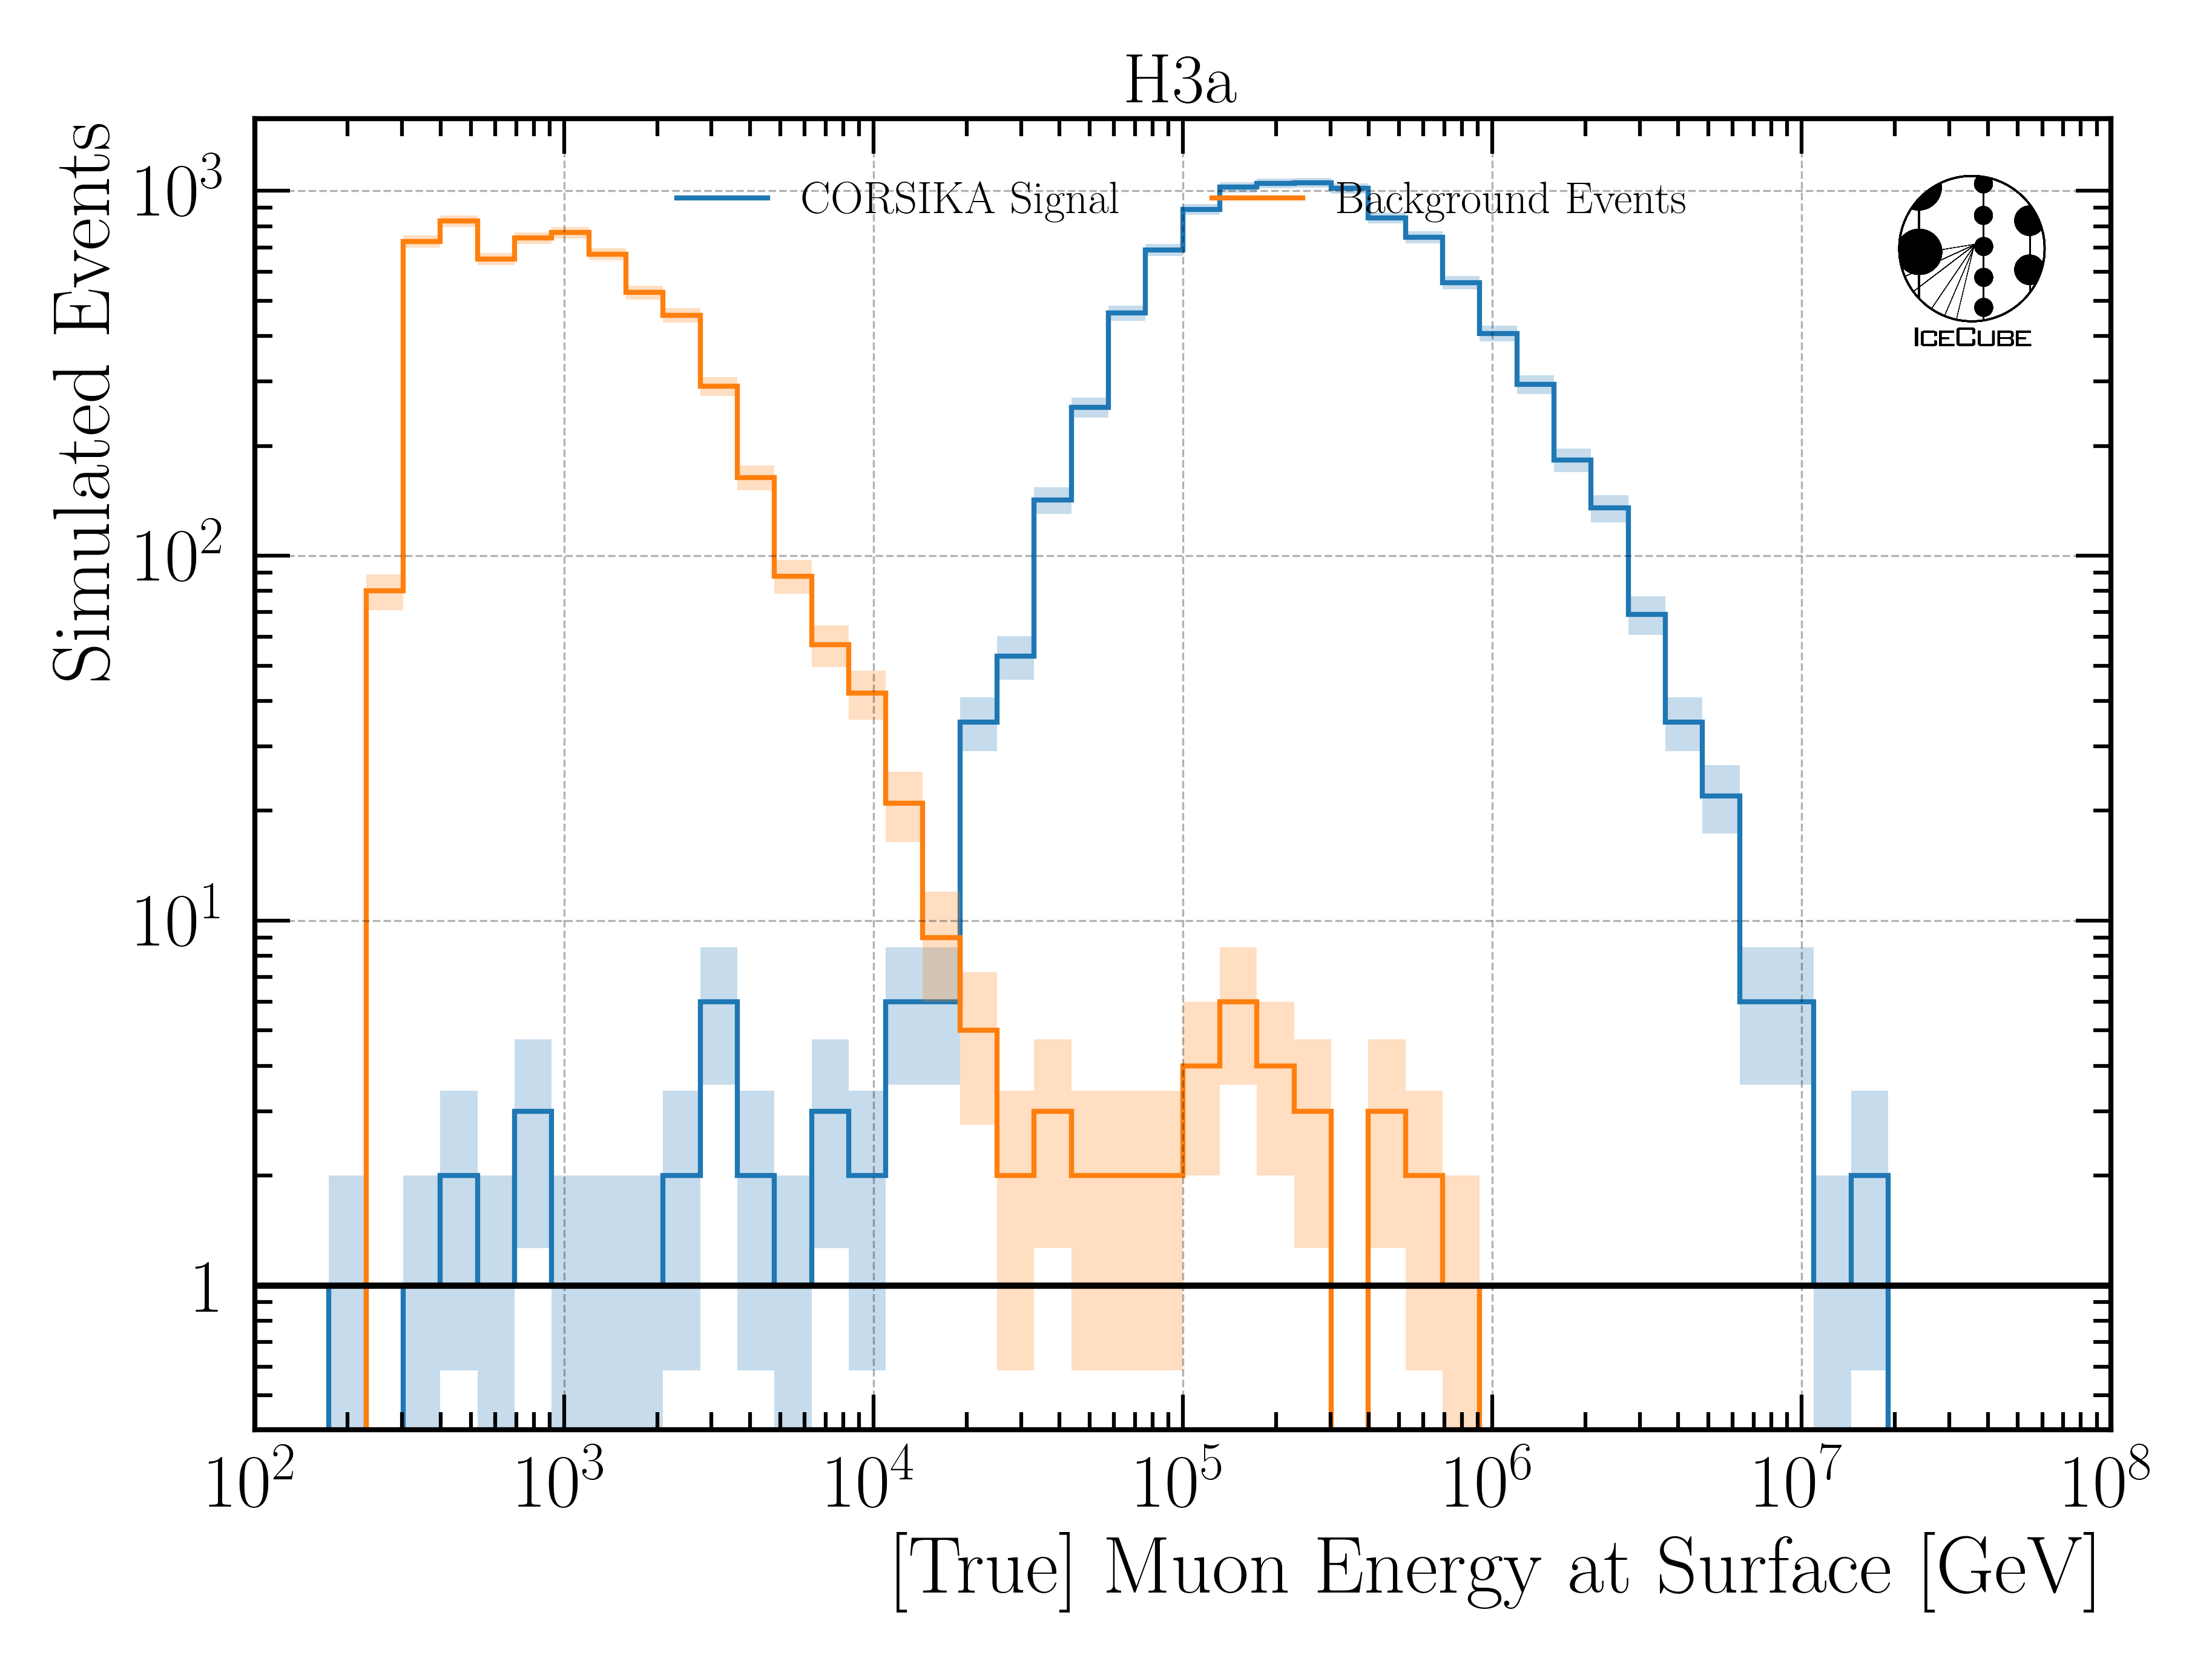 H3a
Simulated Events
10³
10²
10¹
1
CORSIKA Signal
Background Events
IceCube
10² 10³ 10⁴ 10⁵ 10⁶ 10⁷ 10⁸
[True] Muon Energy at Surface [GeV]